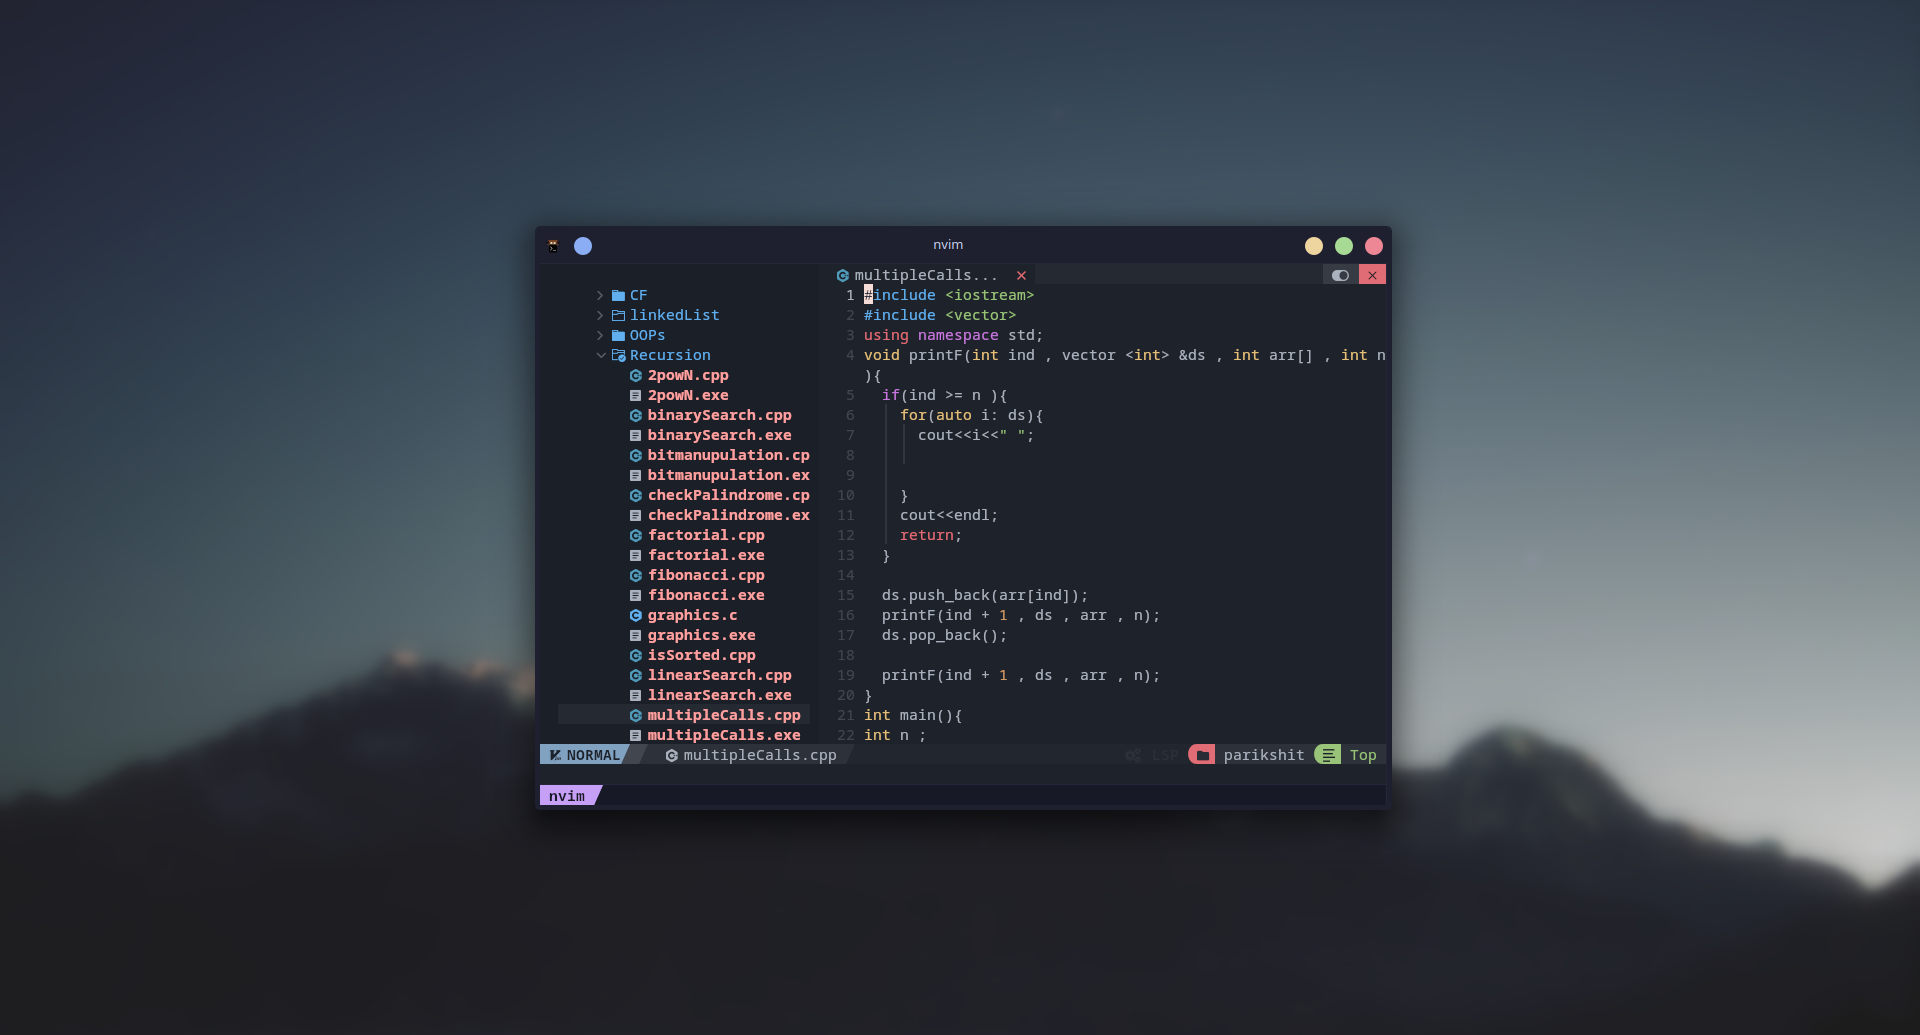 nvim
CF
linkedList
OOPs
Recursion
2powN.cpp
2powN.exe
binarySearch.cpp
binarySearch.exe
bitmanupulation.cp
bitmanupulation.ex
checkPalindrome.cp
checkPalindrome.ex
factorial.cpp
factorial.exe
fibonacci.cpp
fibonacci.exe
graphics.c
graphics.exe
isSorted.cpp
linearSearch.cpp
linearSearch.exe
multipleCalls.cpp
multipleCalls.exe
multipleCalls...
1 #include <iostream>
2 #include <vector>
3 using namespace std;
4 void printF(int ind , vector <int> &ds , int arr[] , int n
){
5 if(ind >= n ){
6 for(auto i: ds){
7 cout<<i<<" ";
8
9
10 }
11 cout<<endl;
12 return;
13 }
14
15 ds.push_back(arr[ind]);
16 printF(ind + 1 , ds , arr , n);
17 ds.pop_back();
18
19 printF(ind + 1 , ds , arr , n);
20 }
21 int main(){
22 int n ;
NORMAL multipleCalls.cpp LSP parikshit Top
nvim